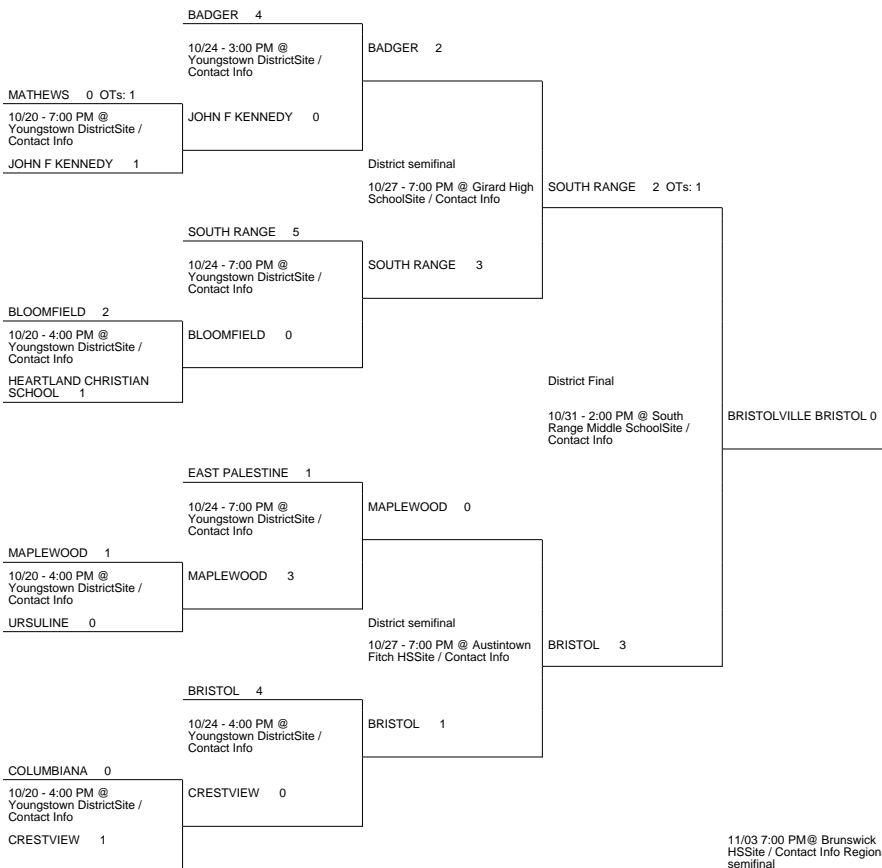 BADGER 4
10/24 - 3:00 PM @
Youngstown DistrictSite /
Contact Info
BADGER 2
MATHEWS 0 OTs: 1
10/20 - 7:00 PM @
Youngstown DistrictSite /
Contact Info
JOHN F KENNEDY 0
JOHN F KENNEDY 1
District semifinal
10/27 - 7:00 PM @ Girard High
SchoolSite / Contact Info
SOUTH RANGE 2 OTs: 1
SOUTH RANGE 5
10/24 - 7:00 PM @
Youngstown DistrictSite /
Contact Info
SOUTH RANGE 3
BLOOMFIELD 2
10/20 - 4:00 PM @
Youngstown DistrictSite /
Contact Info
BLOOMFIELD 0
HEARTLAND CHRISTIAN
SCHOOL 1
District Final
10/31 - 2:00 PM @ South
Range Middle SchoolSite /
Contact Info
BRISTOLVILLE BRISTOL 0
EAST PALESTINE 1
10/24 - 7:00 PM @
Youngstown DistrictSite /
Contact Info
MAPLEWOOD 0
MAPLEWOOD 1
10/20 - 4:00 PM @
Youngstown DistrictSite /
Contact Info
MAPLEWOOD 3
URSULINE 0
District semifinal
10/27 - 7:00 PM @ Austintown
Fitch HSSite / Contact Info
BRISTOL 3
BRISTOL 4
10/24 - 4:00 PM @
Youngstown DistrictSite /
Contact Info
BRISTOL 1
COLUMBIANA 0
10/20 - 4:00 PM @
Youngstown DistrictSite /
Contact Info
CRESTVIEW 0
CRESTVIEW 1
11/03 7:00 PM@ Brunswick
HSSite / Contact Info Region
semifinal